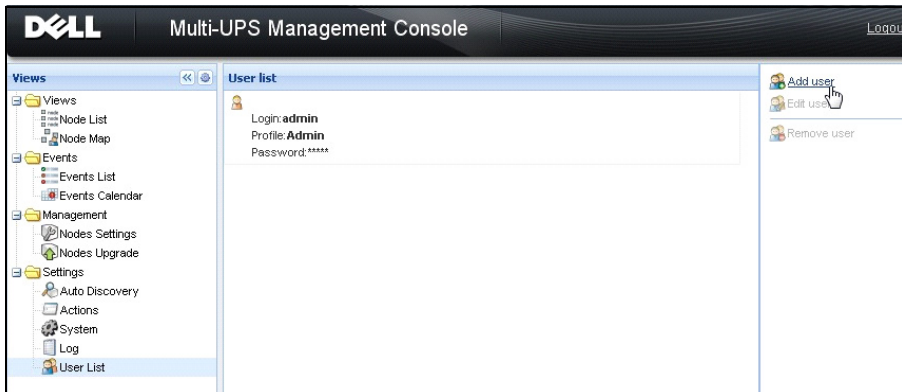 DELL
Multi-UPS Management Console
Views
Views
Node List
Node Map
Events
Events List
Events Calendar
Management
Nodes Settings
Nodes Upgrade
Settings
Auto Discovery
Actions
System
Log
User List
User list
Login:admin
Profile:Admin
Password:*****
Add user
Edit
Remove user